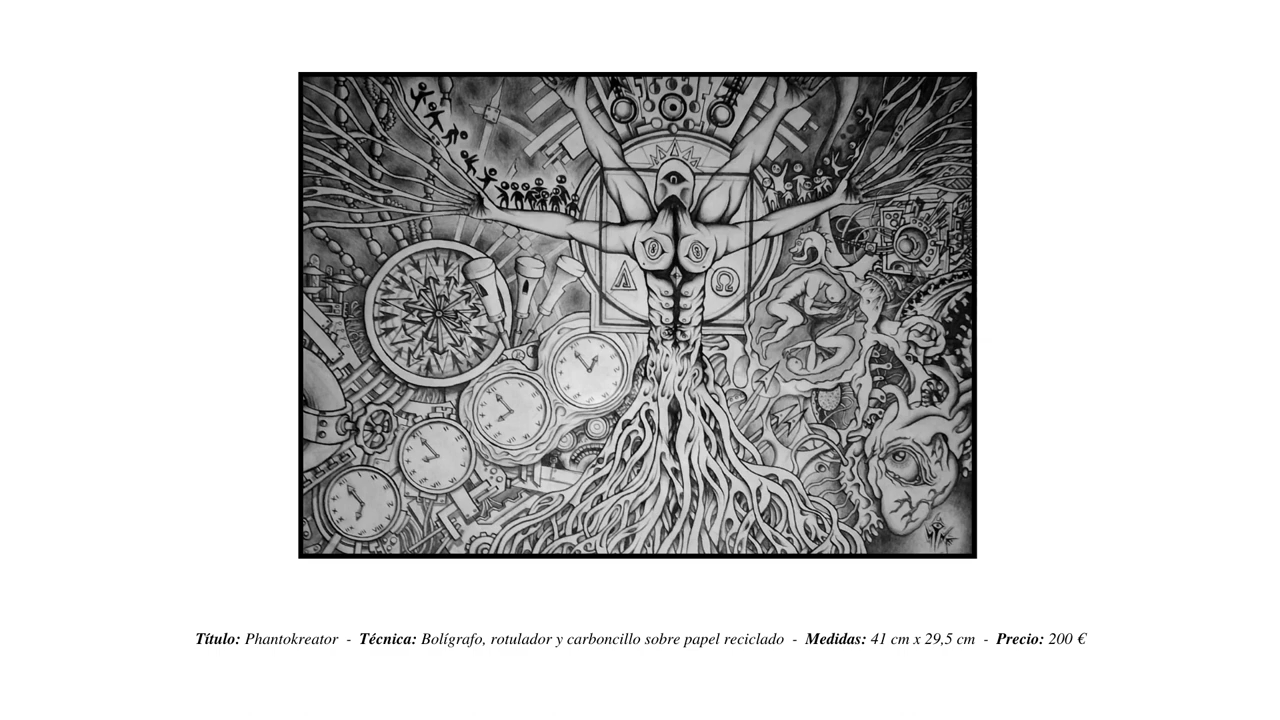 Λ Ω
Título: Phantokreator - Técnica: Bolígrafo, rotulador y carboncillo sobre papel reciclado - Medidas: 41 cm x 29,5 cm - Precio: 200 €